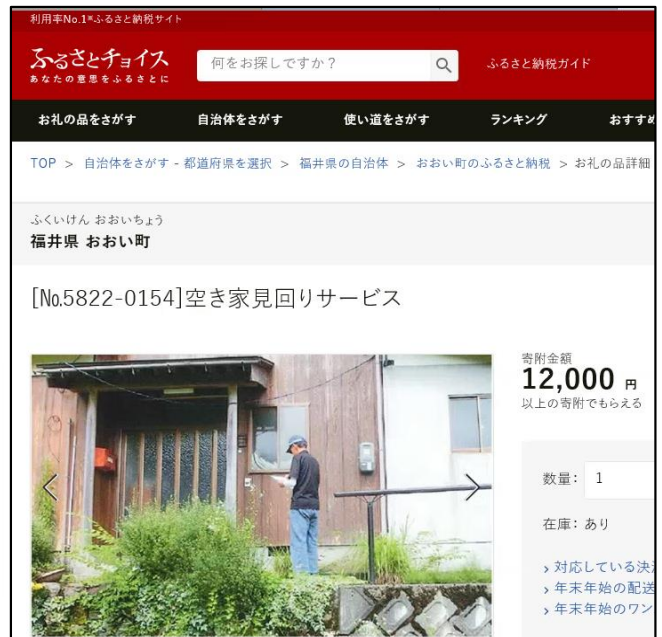 利用率No.1※ふるさと納税サイト
ふるさとチョイス
あなたの意思をふるさとに
何をお探しですか？
ふるさと納税ガイド
お礼の品をさがす
自治体をさがす
使い道をさがす
ランキング
おすすめ
TOP > 自治体をさがす - 都道府県を選択 > 福井県の自治体 > おおい町のふるさと納税 > お礼の品詳細
ふくいけん おおいちょう
福井県 おおい町
[№5822-0154]空き家見回りサービス
寄附金額
12,000 円
以上の寄附でもらえる
数量： 1
在庫： あり
› 対応している決済
› 年末年始の配送
› 年末年始のワン